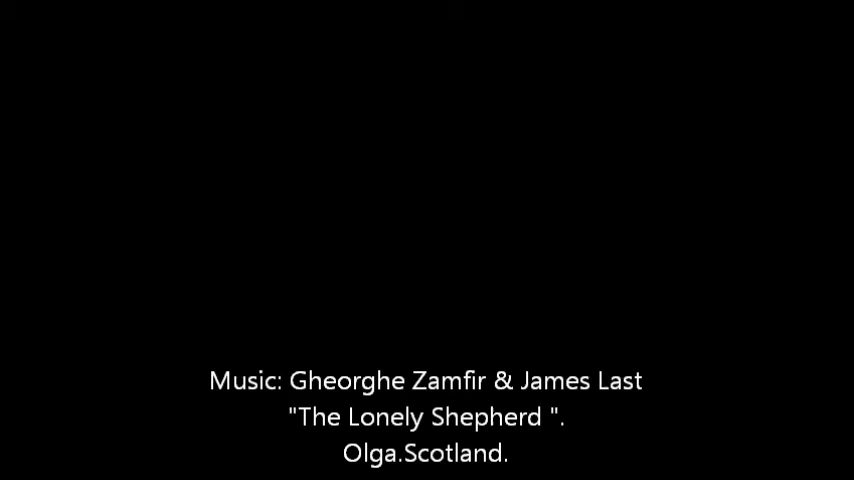 Music: Gheorghe Zamfir & James Last
"The Lonely Shepherd ".
Olga.Scotland.